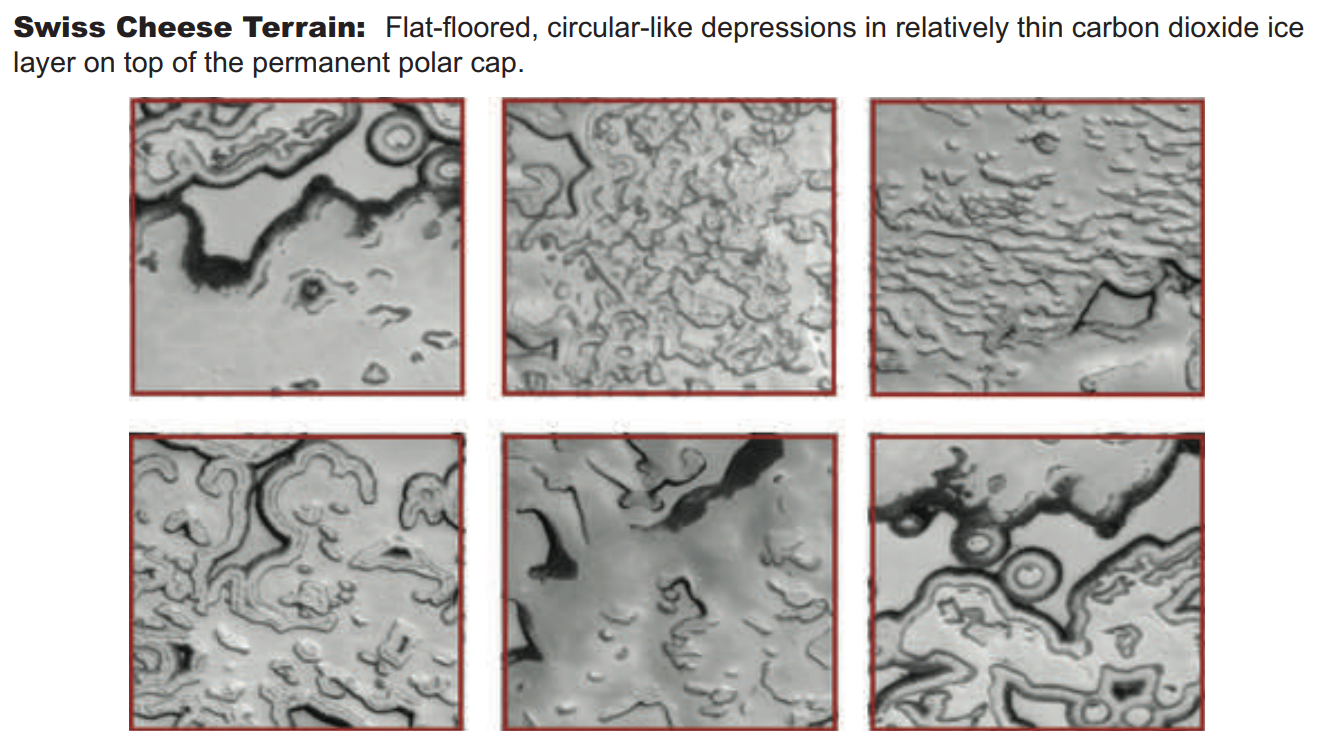 Swiss Cheese Terrain: Flat-floored, circular-like depressions in relatively thin carbon dioxide ice
layer on top of the permanent polar cap.